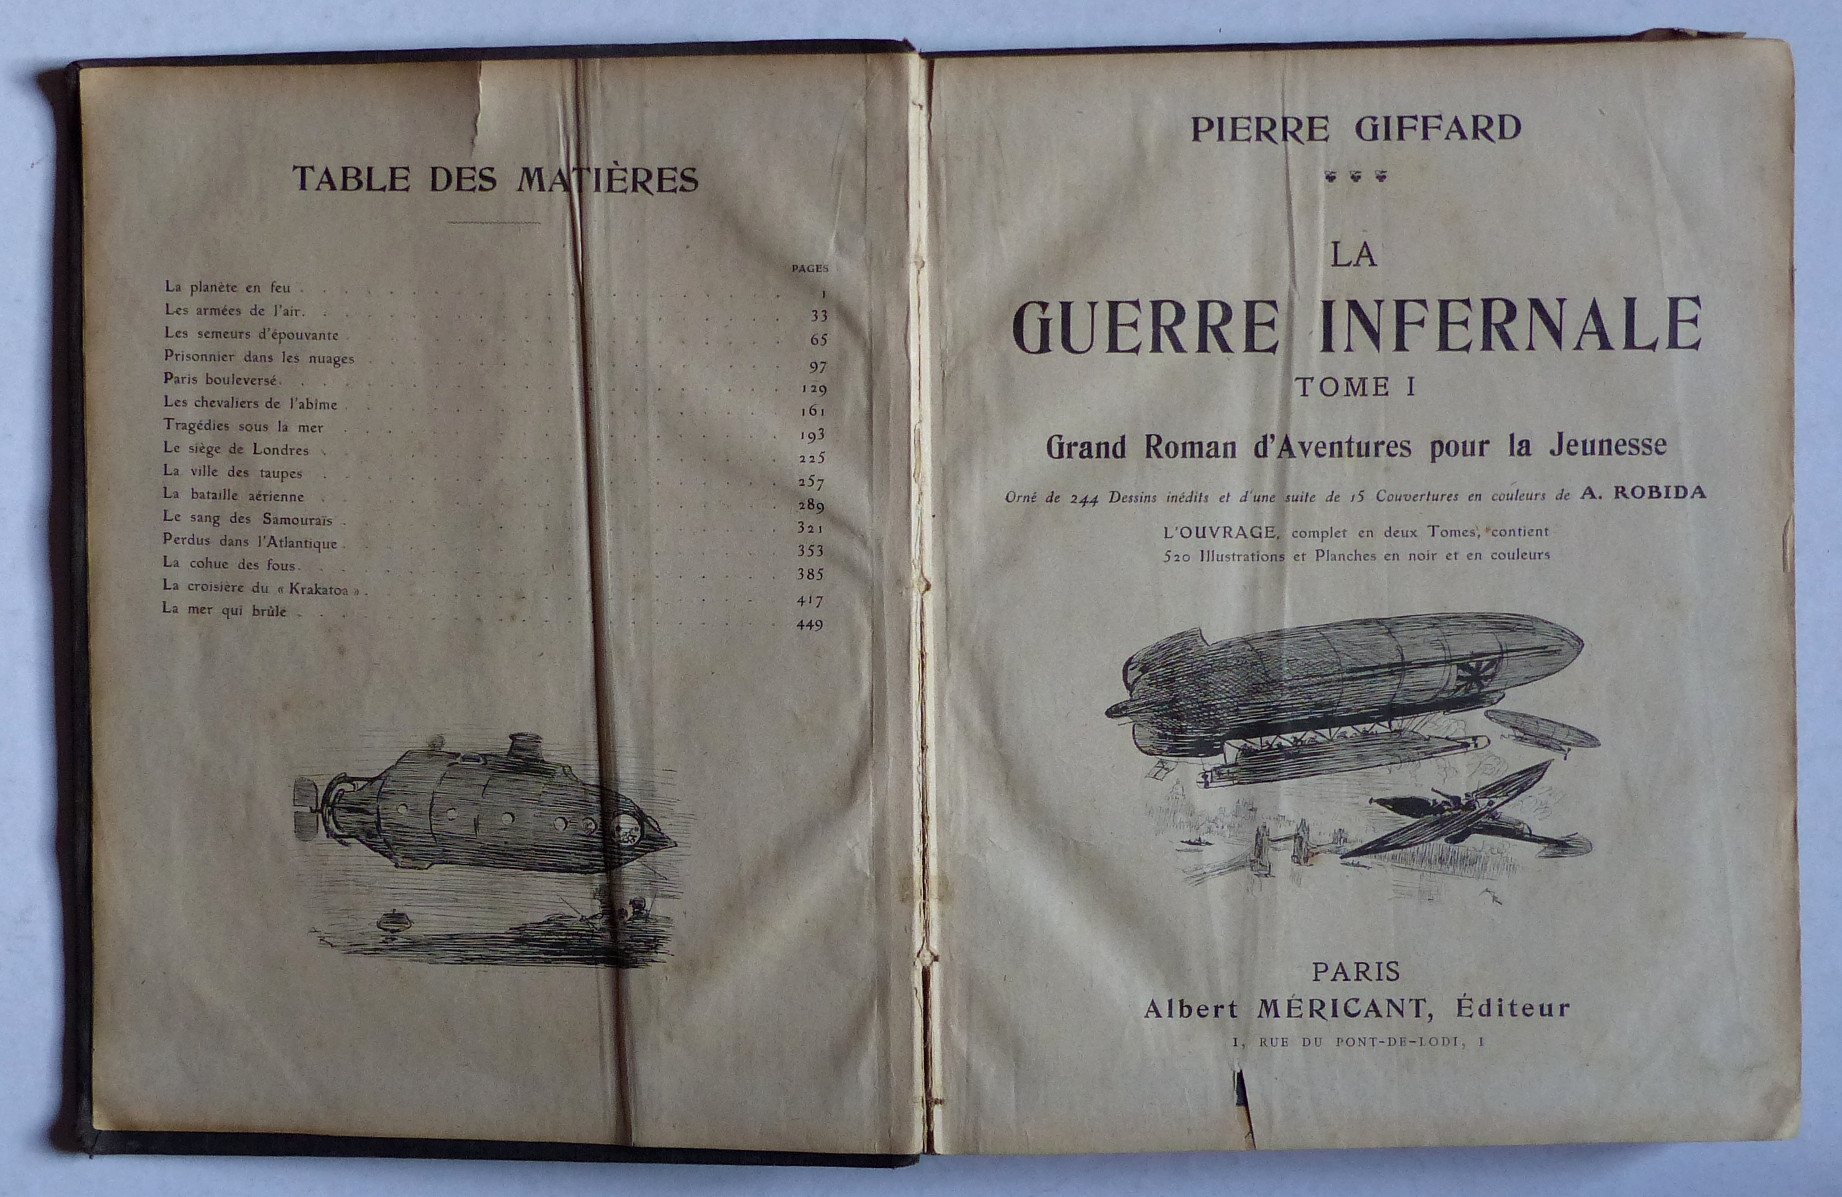 TABLE DES MATIÈRES
PAGES
La planète en feu 1
Les armées de l'air. 33
Les semeurs d'épouvante 65
Prisonnier dans les nuages 97
Paris bouleversé. 129
Les chevaliers de l'abîme 161
Tragédies sous la mer 193
Le siège de Londres 225
La ville des taupes 257
La bataille aérienne 289
Le sang des Samouraïs 321
Perdus dans l'Atlantique 353
La cohue des fous. 385
La croisière du « Krakatoa ». 417
La mer qui brûle 449
PIERRE GIFFARD
LA
GUERRE INFERNALE
TOME I
Grand Roman d'Aventures pour la Jeunesse
Orné de 244 Dessins inédits et d'une suite de 15 Couvertures en couleurs de A. ROBIDA
L'OUVRAGE, complet en deux Tomes, contient
520 Illustrations et Planches en noir et en couleurs
PARIS
Albert MÉRICANT, Éditeur
1, RUE DU PONT-DE-LODI, 1